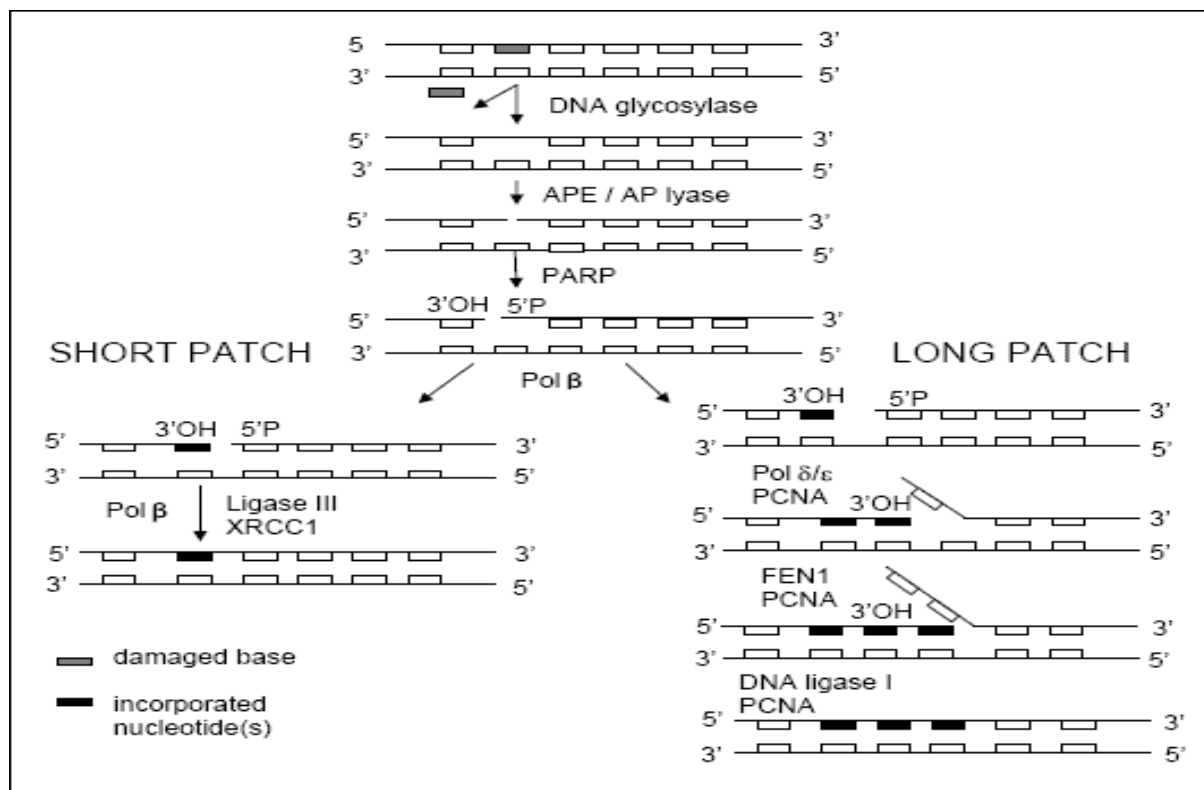 5 3’
3’ 5’
DNA glycosylase
5’ 3’
3’ 5’
APE / AP lyase
5’ 3’
3’ 5’
PARP
3’OH 5’P
5’ 3’
3’ 5’
Pol β
SHORT PATCH
3’OH 5’P
5’ 3’
3’ 5’
Pol β
Ligase III
XRCC1
5’ 3’
3’ 5’
damaged base
incorporated
nucleotide(s)
LONG PATCH
3’OH 5’P
5’ 3’
3’ 5’
Pol δ/ε
PCNA 3’OH
5’ 3’
3’ 5’
FEN1
PCNA 3’OH
5’ 3’
3’ 5’
DNA ligase I
PCNA
5’ 3’
3’ 5’